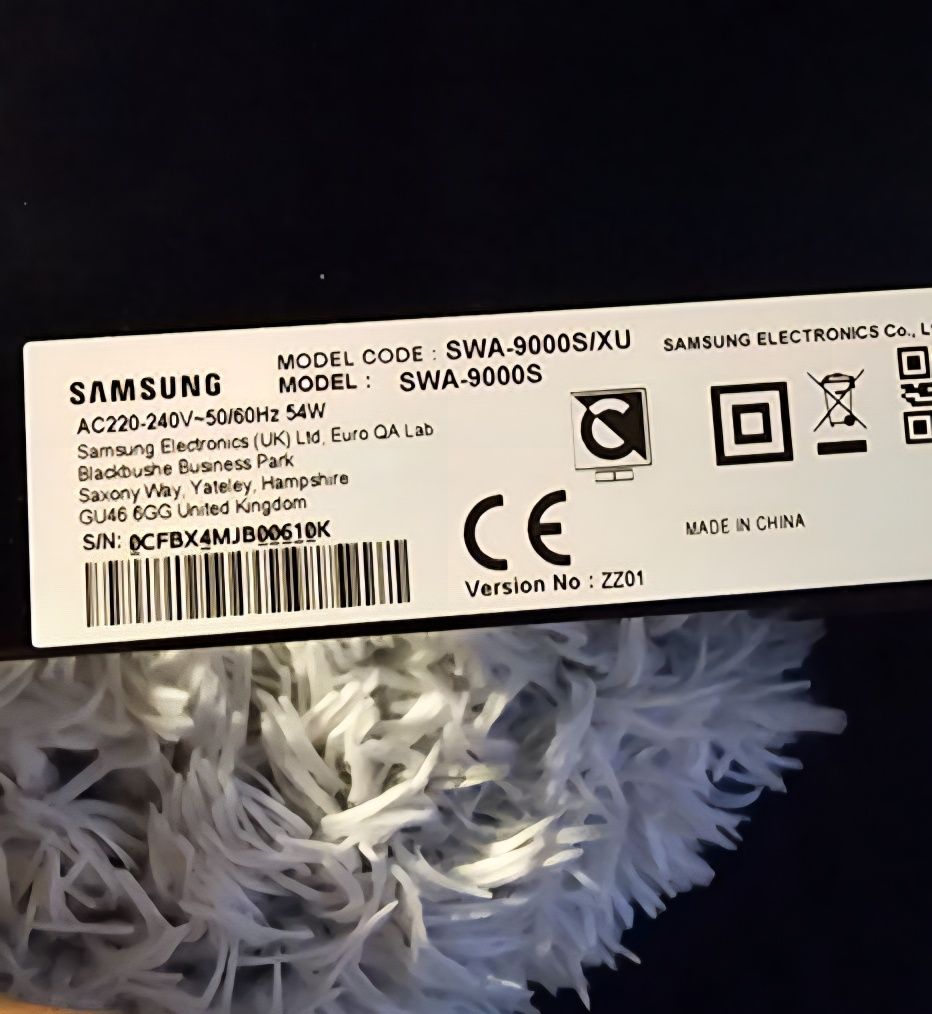 MODEL CODE : SWA-9000S/XU
SAMSUNG ELECTRONICS Co.,
SAMSUNG
MODEL : SWA-9000S
AC220-240V~50/60Hz 54W
Samsung Electronics (UK) Ltd, Euro QA Lab
Blackbushe Business Park
Saxony Way, Yateley, Hampshire
GU46 6GG United Kingdom
S/N: 0CFBX4MJB00610K
CE
MADE IN CHINA
Version No : ZZ01